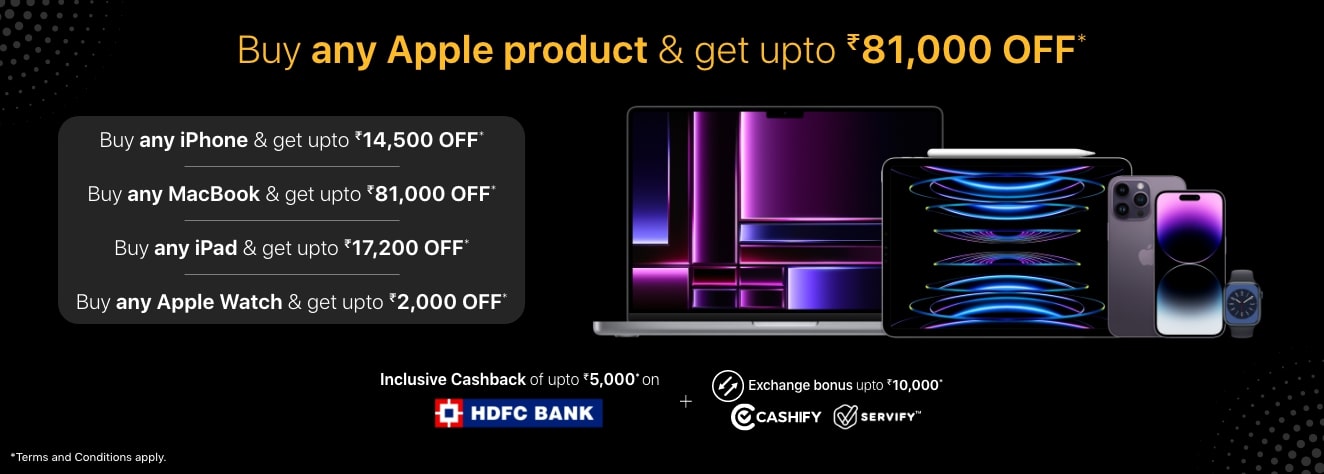 Buy any Apple product & get upto ₹81,000 OFF*
Buy any iPhone & get upto ₹14,500 OFF*
Buy any MacBook & get upto ₹81,000 OFF*
Buy any iPad & get upto ₹17,200 OFF*
Buy any Apple Watch & get upto ₹2,000 OFF*
Inclusive Cashback of upto ₹5,000* on
HDFC BANK
+
Exchange bonus upto ₹10,000*
CASHIFY SERVIFY™
*Terms and Conditions apply.